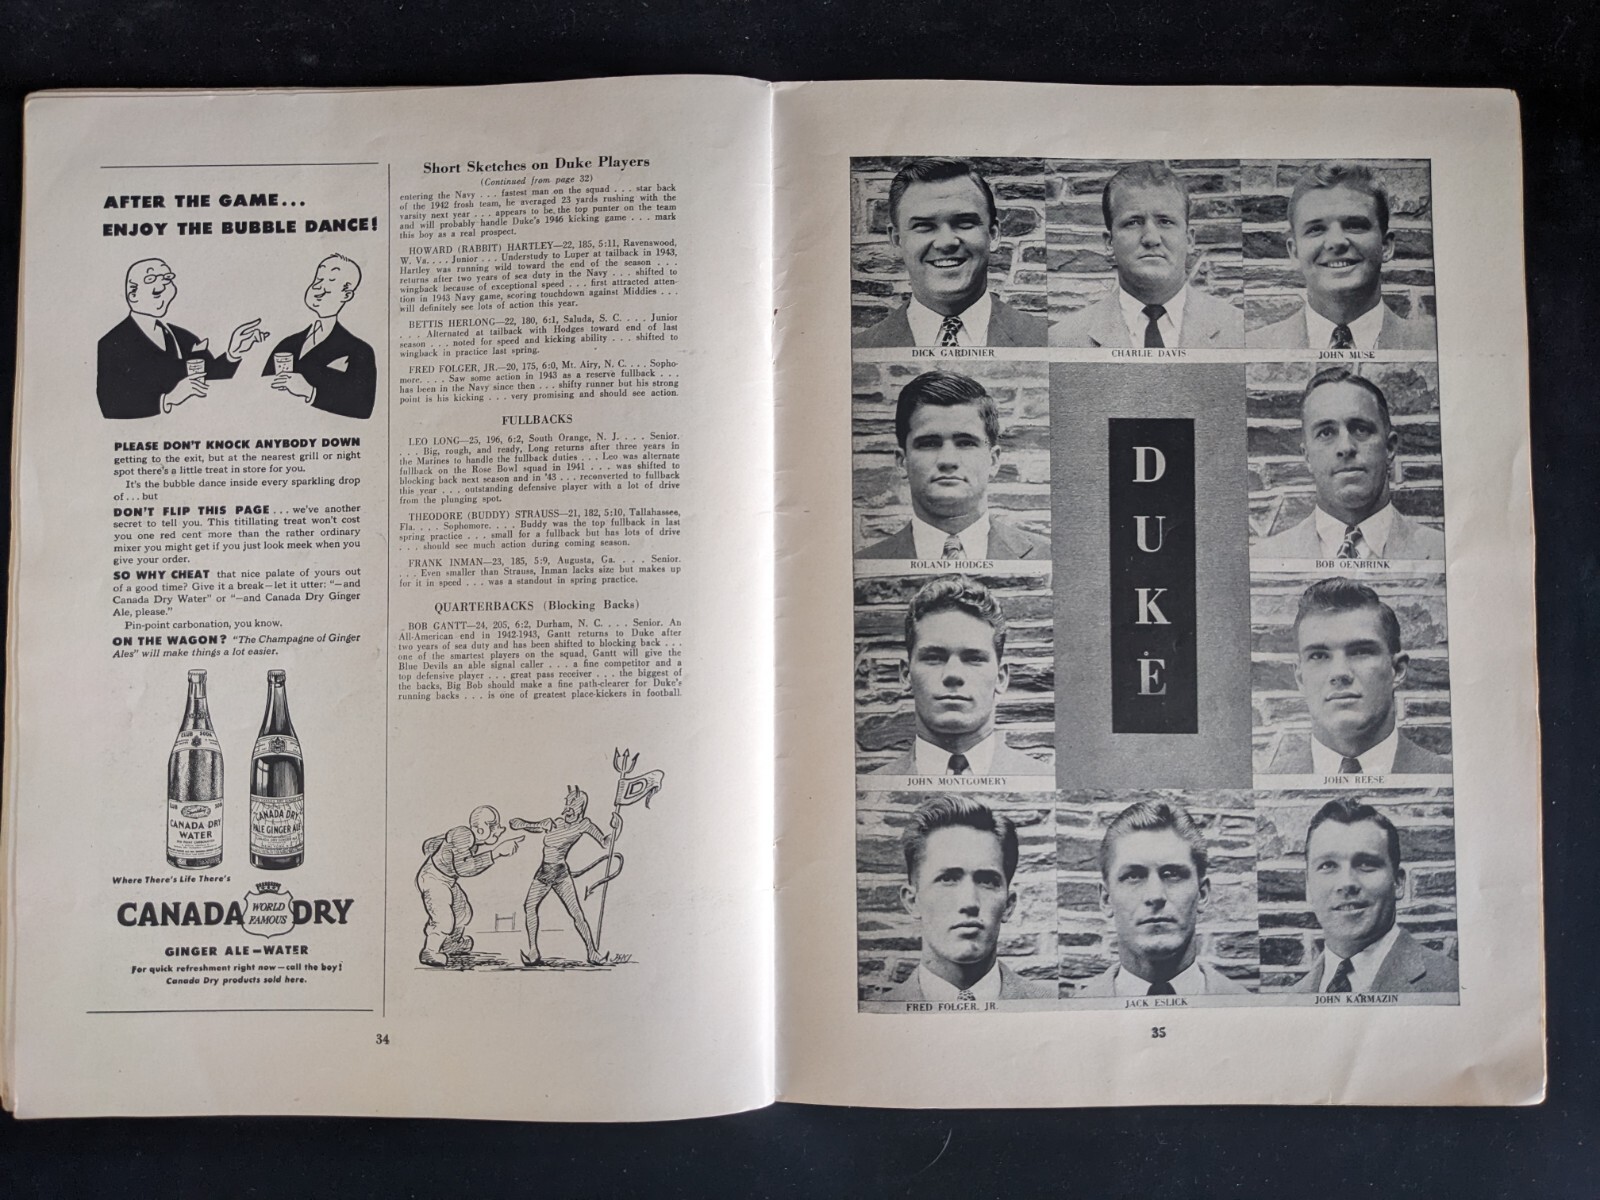 AFTER THE GAME...
ENJOY THE BUBBLE DANCE!
PLEASE DON'T KNOCK ANYBODY DOWN
getting to the exit, but at the nearest grill or night
spot there's a little treat in store for you.
It's the bubble dance inside every sparkling drop
of...but
DON'T FLIP THIS PAGE...we've another
secret to tell you. This titillating treat won't cost
you one red cent more than the rather ordinary
mixer you might get if you just look meek when you
give your order.
SO WHY CHEAT that nice palate of yours out
of a good time? Give it a break—let it utter: "—and
Canada Dry Water" or "—and Canada Dry Ginger
Ale, please."
Pin-point carbonation, you know.
ON THE WAGON? "The Champagne of Ginger
Ales" will make things a lot easier.
CLUB SODA
CANADA DRY
WATER
CANADA DRY
PALE GINGER ALE
Where There's Life There's
CANADA WORLD FAMOUS DRY
GINGER ALE—WATER
For quick refreshment right now—call the boy!
Canada Dry products sold here.
Short Sketches on Duke Players
(Continued from page 32)
entering the Navy . . . fastest man on the squad . . . star back
of the 1942 frosh team, he averaged 23 yards rushing with the
varsity next year . . . appears to be the top punter on the team
and will probably handle Duke's 1946 kicking game . . . mark
this boy as a real prospect.
HOWARD (RABBIT) HARTLEY—22, 185, 5:11, Ravenswood,
W. Va. . . . Junior . . . Understudy to Luper at tailback in 1943,
Hartley was running wild toward the end of the season . . .
returns after two years of sea duty in the Navy . . . shifted to
wingback because of exceptional speed . . . first attracted atten-
tion in 1943 Navy game, scoring touchdown against Middies . . .
will definitely see lots of action this year.
BETTIS HERLONG—22, 180, 6:1, Saluda, S. C. . . . Junior
. . . Alternated at tailback with Hodges toward end of last
season . . . noted for speed and kicking ability . . . shifted to
wingback in practice last spring.
FRED FOLGER, JR.—20, 175, 6:0, Mt. Airy, N. C. . . . Sopho-
more. . . . Saw some action in 1943 as a reserve fullback . . .
has been in the Navy since then . . . shifty runner but his strong
point is his kicking . . . very promising and should see action.
FULLBACKS
LEO LONG—25, 196, 6:2, South Orange, N. J. . . . Senior.
. . . Big, rough, and ready, Long returns after three years in
the Marines to handle the fullback duties . . . Leo was alternate
fullback on the Rose Bowl squad in 1941 . . . was shifted to
blocking back next season and in '43 . . . reconverted to fullback
this year . . . outstanding defensive player with a lot of drive
from the plunging spot.
THEODORE (BUDDY) STRAUSS—21, 182, 5:10, Tallahassee,
Fla. . . . Sophomore. . . . Buddy was the top fullback in last
spring practice . . . small for a fullback but has lots of drive
. . . should see much action during coming season.
FRANK INMAN—23, 185, 5:9, Augusta, Ga. . . . Senior.
. . . Even smaller than Strauss, Inman lacks size but makes up
for it in speed . . . was a standout in spring practice.
QUARTERBACKS (Blocking Backs)
BOB GANTT—24, 205, 6:2, Durham, N. C. . . . Senior. An
All-American end in 1942-1943, Gantt returns to Duke after
two years of sea duty and has been shifted to blocking back . . .
one of the smartest players on the squad, Gantt will give the
Blue Devils an able signal caller . . . a fine competitor and a
top defensive player . . . great pass receiver . . . the biggest of
the backs, Big Bob should make a fine path-clearer for Duke's
running backs . . . is one of greatest place-kickers in football.
D
34
DICK GARDINIER
CHARLIE DAVIS
JOHN MUSE
ROLAND HODGES
BOB OENBRINK
DUKE
JOHN MONTGOMERY
JOHN REESE
FRED FOLGER, JR.
JACK ESLICK
JOHN KARMAZIN
35